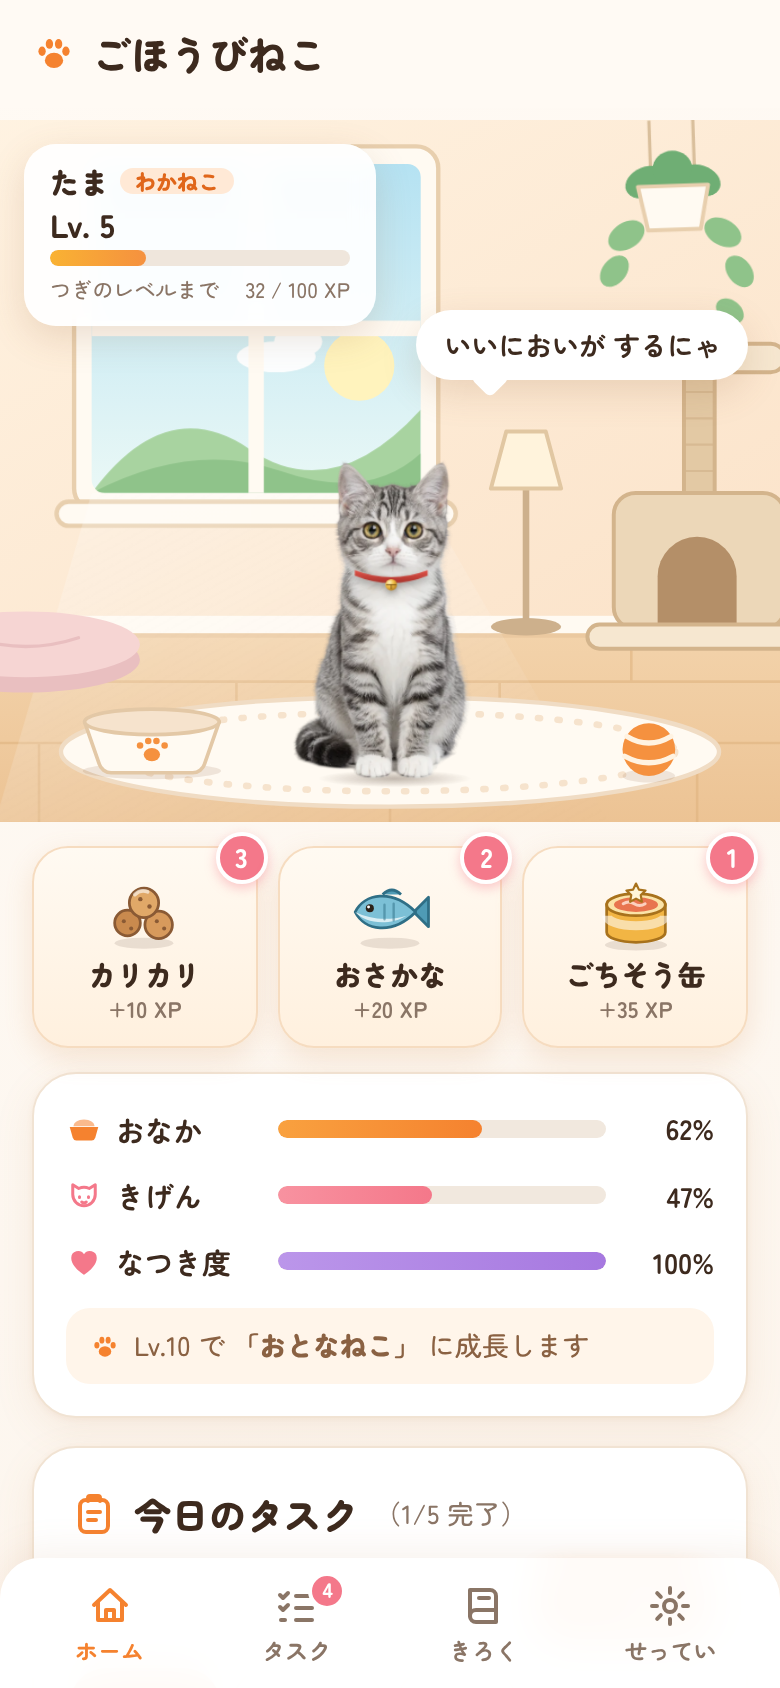 ごほうびねこ
たま わかねこ
Lv. 5
つぎのレベルまで 32 / 100 XP
いいにおいが するにゃ
3
カリカリ
+10 XP
2
おさかな
+20 XP
1
ごちそう缶
+35 XP
おなか 62%
きげん 47%
なつき度 100%
Lv.10 で 「おとなねこ」 に成長します
今日のタスク （1/5 完了）
ホーム
4
タスク
きろく
せってい